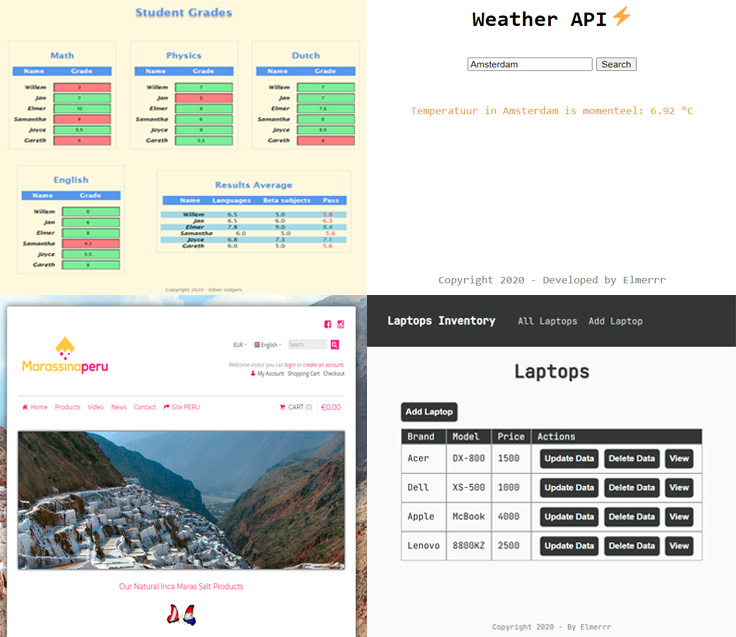 Student Grades
Math
Name Grade
Willem 3
Jan 7
Elmer 10
Samantha 4
Joyce 5,5
Gareth 5
Physics
Name Grade
Willem 7
Jan 5
Elmer 8
Samantha 6
Joyce 9
Gareth 5,5
Dutch
Name Grade
Willem 7
Jan 7
Elmer 7,5
Samantha 8
Joyce 6,5
Gareth 4
English
Name Grade
Willem 6
Jan 6
Elmer 8
Samantha 4,5
Joyce
Gareth 8
Results Average
Name Languages Beta subjects Pass
Willem 6.5 5.0 5.8
Jan 6.5 6.0 6.3
Elmer 7.8 9.0 8.4
Samantha 6.0 5.0 5.6
Joyce 6.8 7.3 7.1
Gareth 6.0 5.0 5.6
Copyright 2020 - Elmer Volgers
Weather API
Amsterdam Search
Temperatuur in Amsterdam is momenteel: 6.92 ºC
Copyright 2020 - Developed by Elmerrr
Marassinaperu
EUR English Search
Welcome visitor you can login or create an account.
My Account Shopping Cart Checkout
Home Products Video News Contact Site PERU CART (0) €0.00
Our Natural Inca Maras Salt Products
Laptops Inventory All Laptops Add Laptop
Laptops
Add Laptop
Brand Model Price Actions
Acer DX-800 1500 Update Data Delete Data View
Dell XS-500 1000 Update Data Delete Data View
Apple McBook 4000 Update Data Delete Data View
Lenovo 8800KZ 2500 Update Data Delete Data View
Copyright 2020 - By Elmerrr